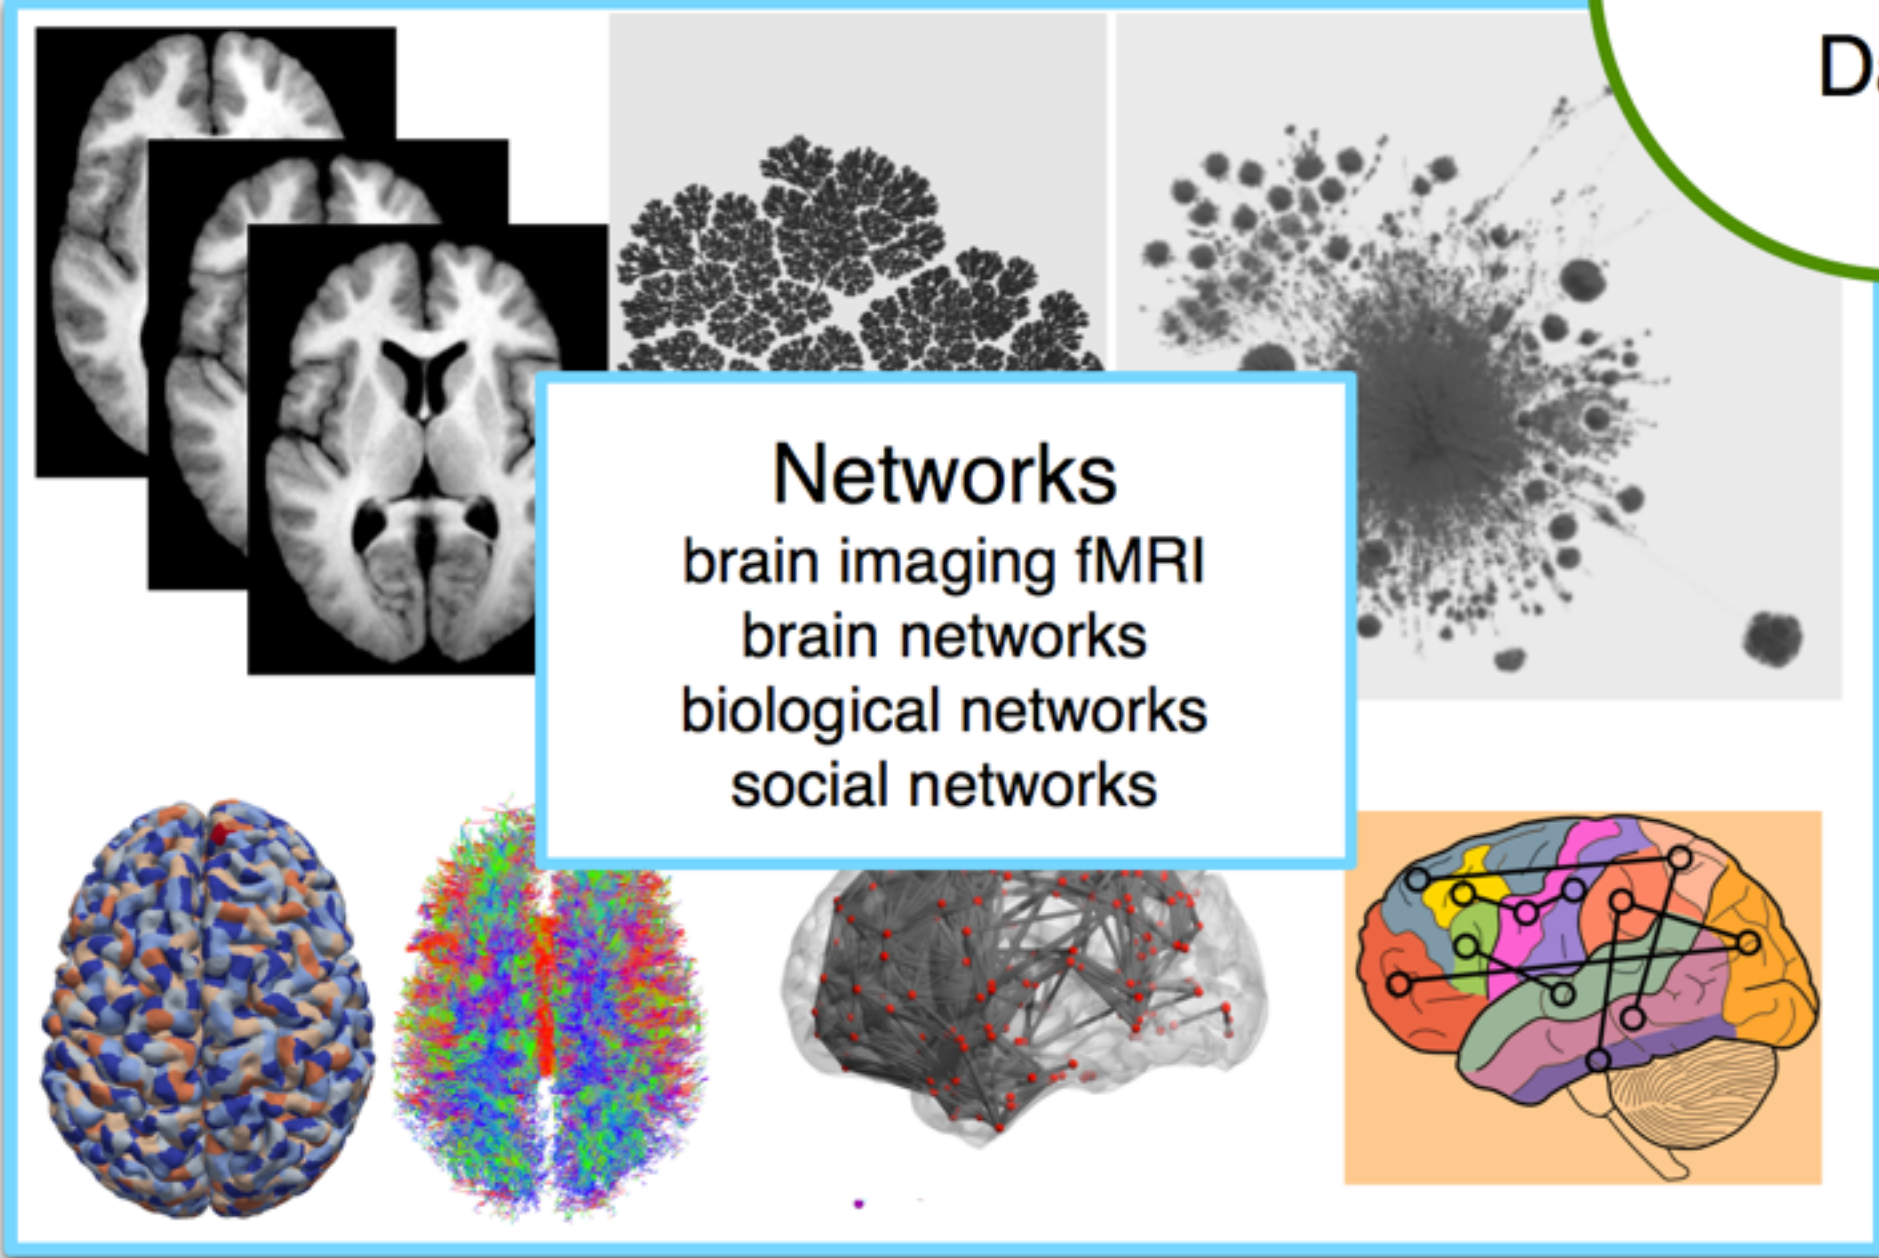 Networks
brain imaging fMRI
brain networks
biological networks
social networks